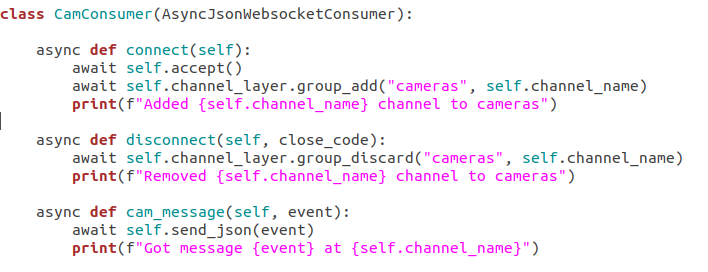 class CamConsumer(AsyncJsonWebsocketConsumer):
    async def connect(self):
        await self.accept()
        await self.channel_layer.group_add("cameras", self.channel_name)
        print(f"Added {self.channel_name} channel to cameras")
    async def disconnect(self, close_code):
        await self.channel_layer.group_discard("cameras", self.channel_name)
        print(f"Removed {self.channel_name} channel to cameras")
    async def cam_message(self, event):
        await self.send_json(event)
        print(f"Got message {event} at {self.channel_name}")